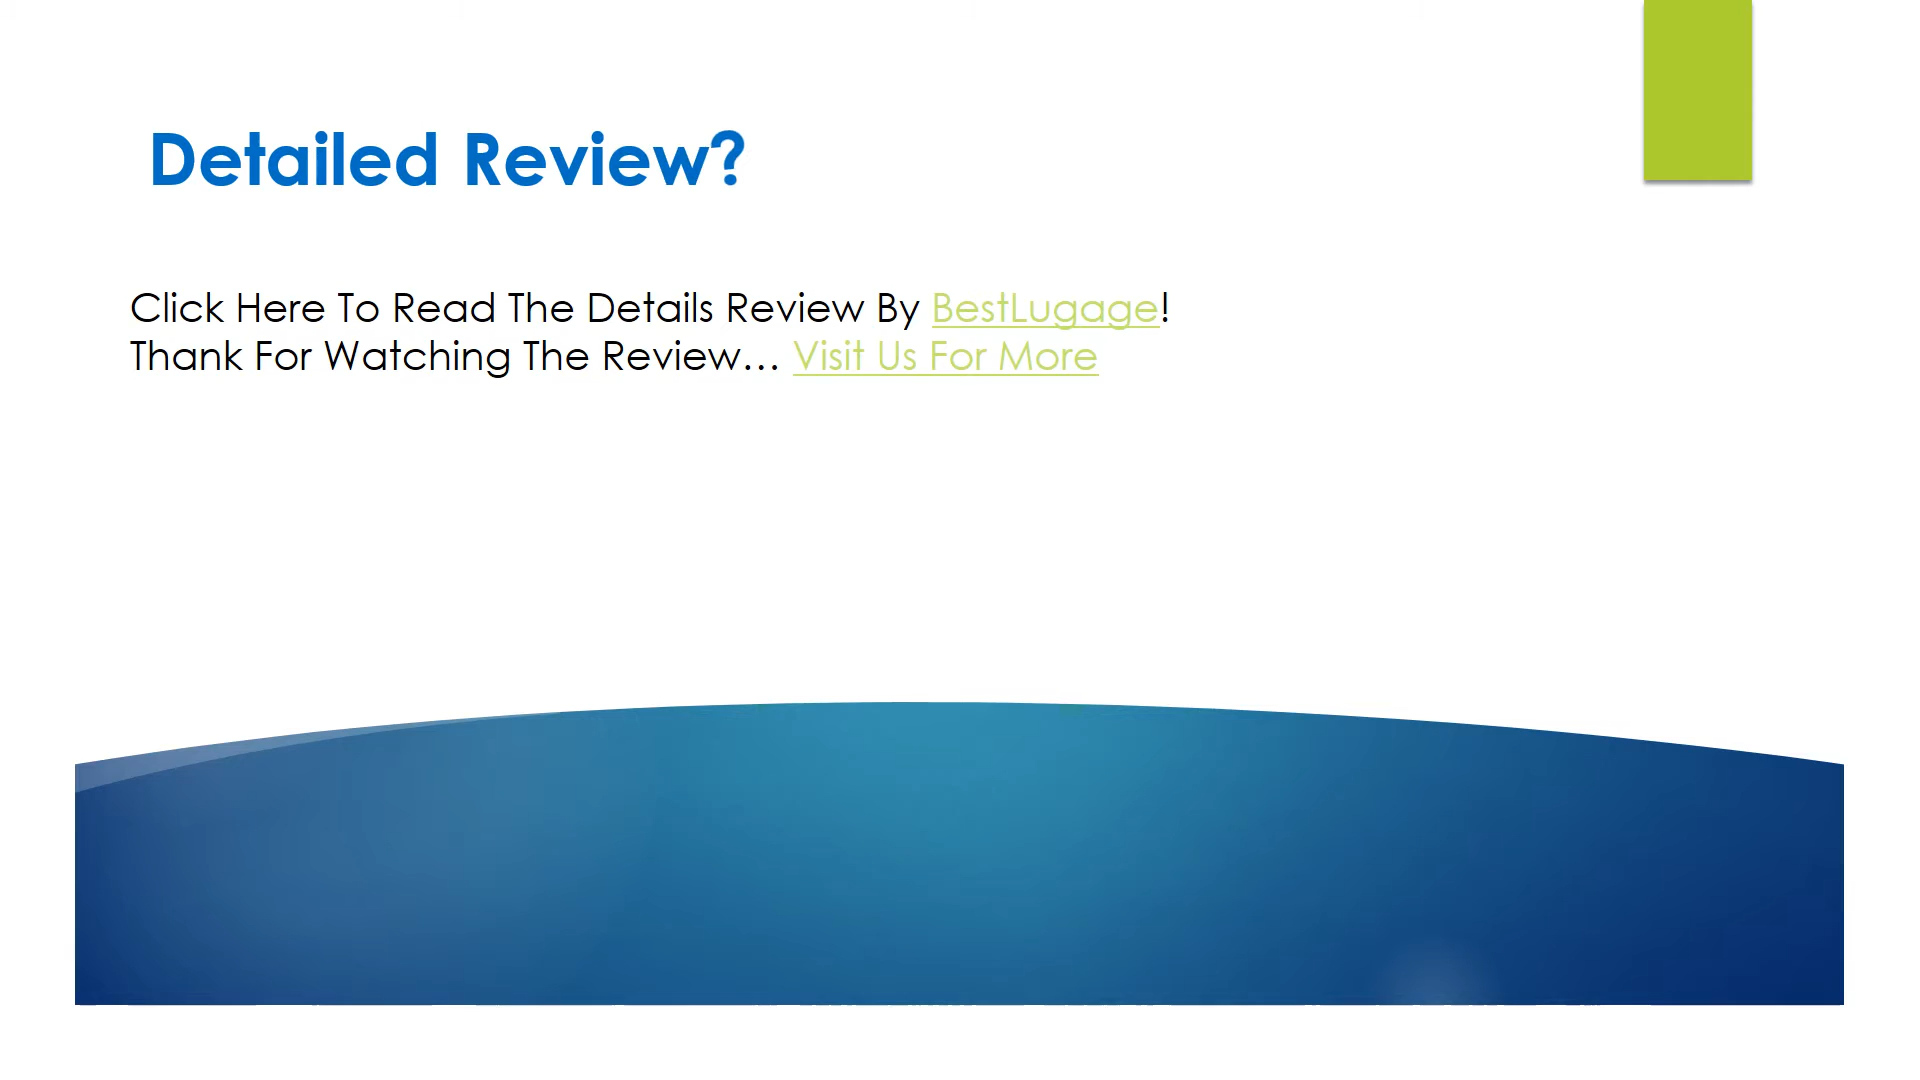 Detailed Review?
Click Here To Read The Details Review By BestLugage!
Thank For Watching The Review... Visit Us For More